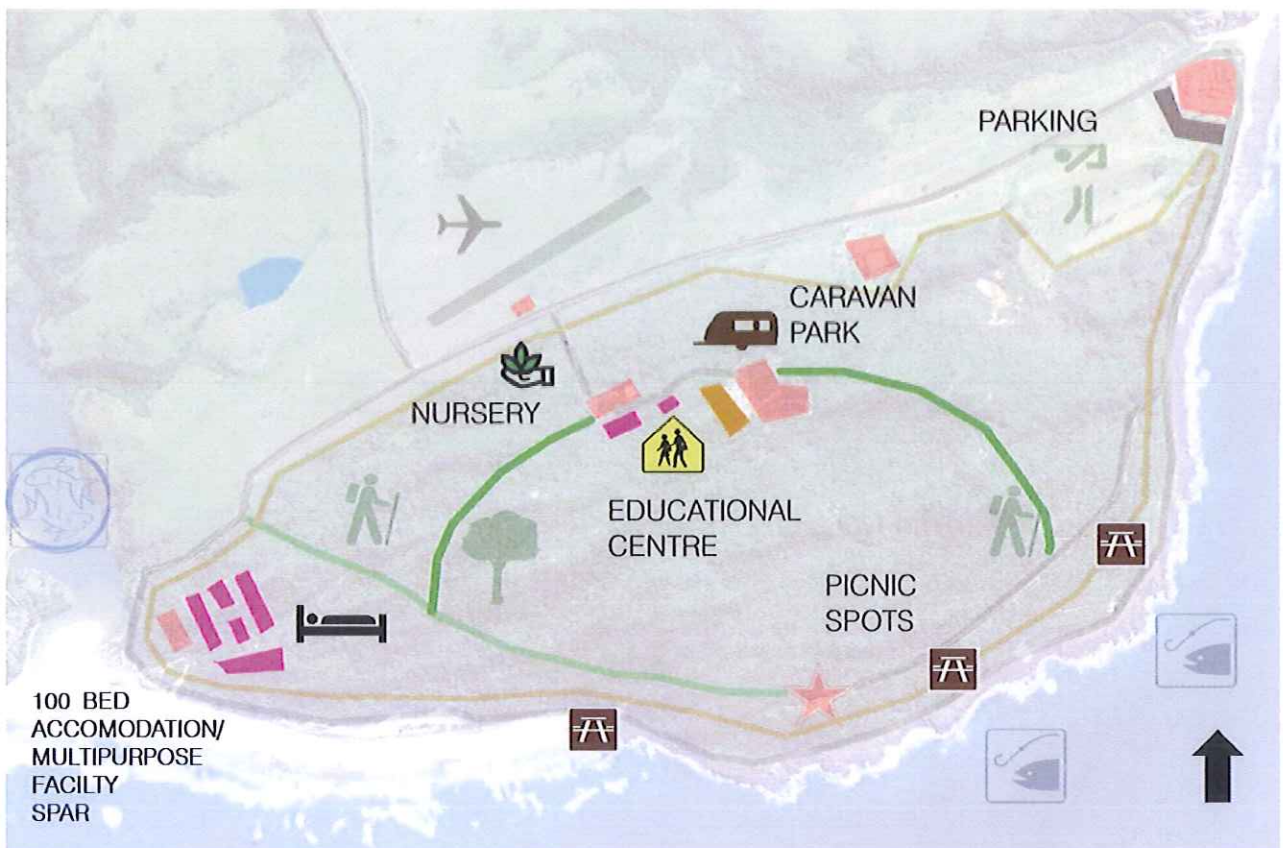 PARKING
CARAVAN
PARK
NURSERY
EDUCATIONAL
CENTRE
PICNIC
SPOTS
100 BED
ACCOMODATION/
MULTIPURPOSE
FACILTY
SPAR